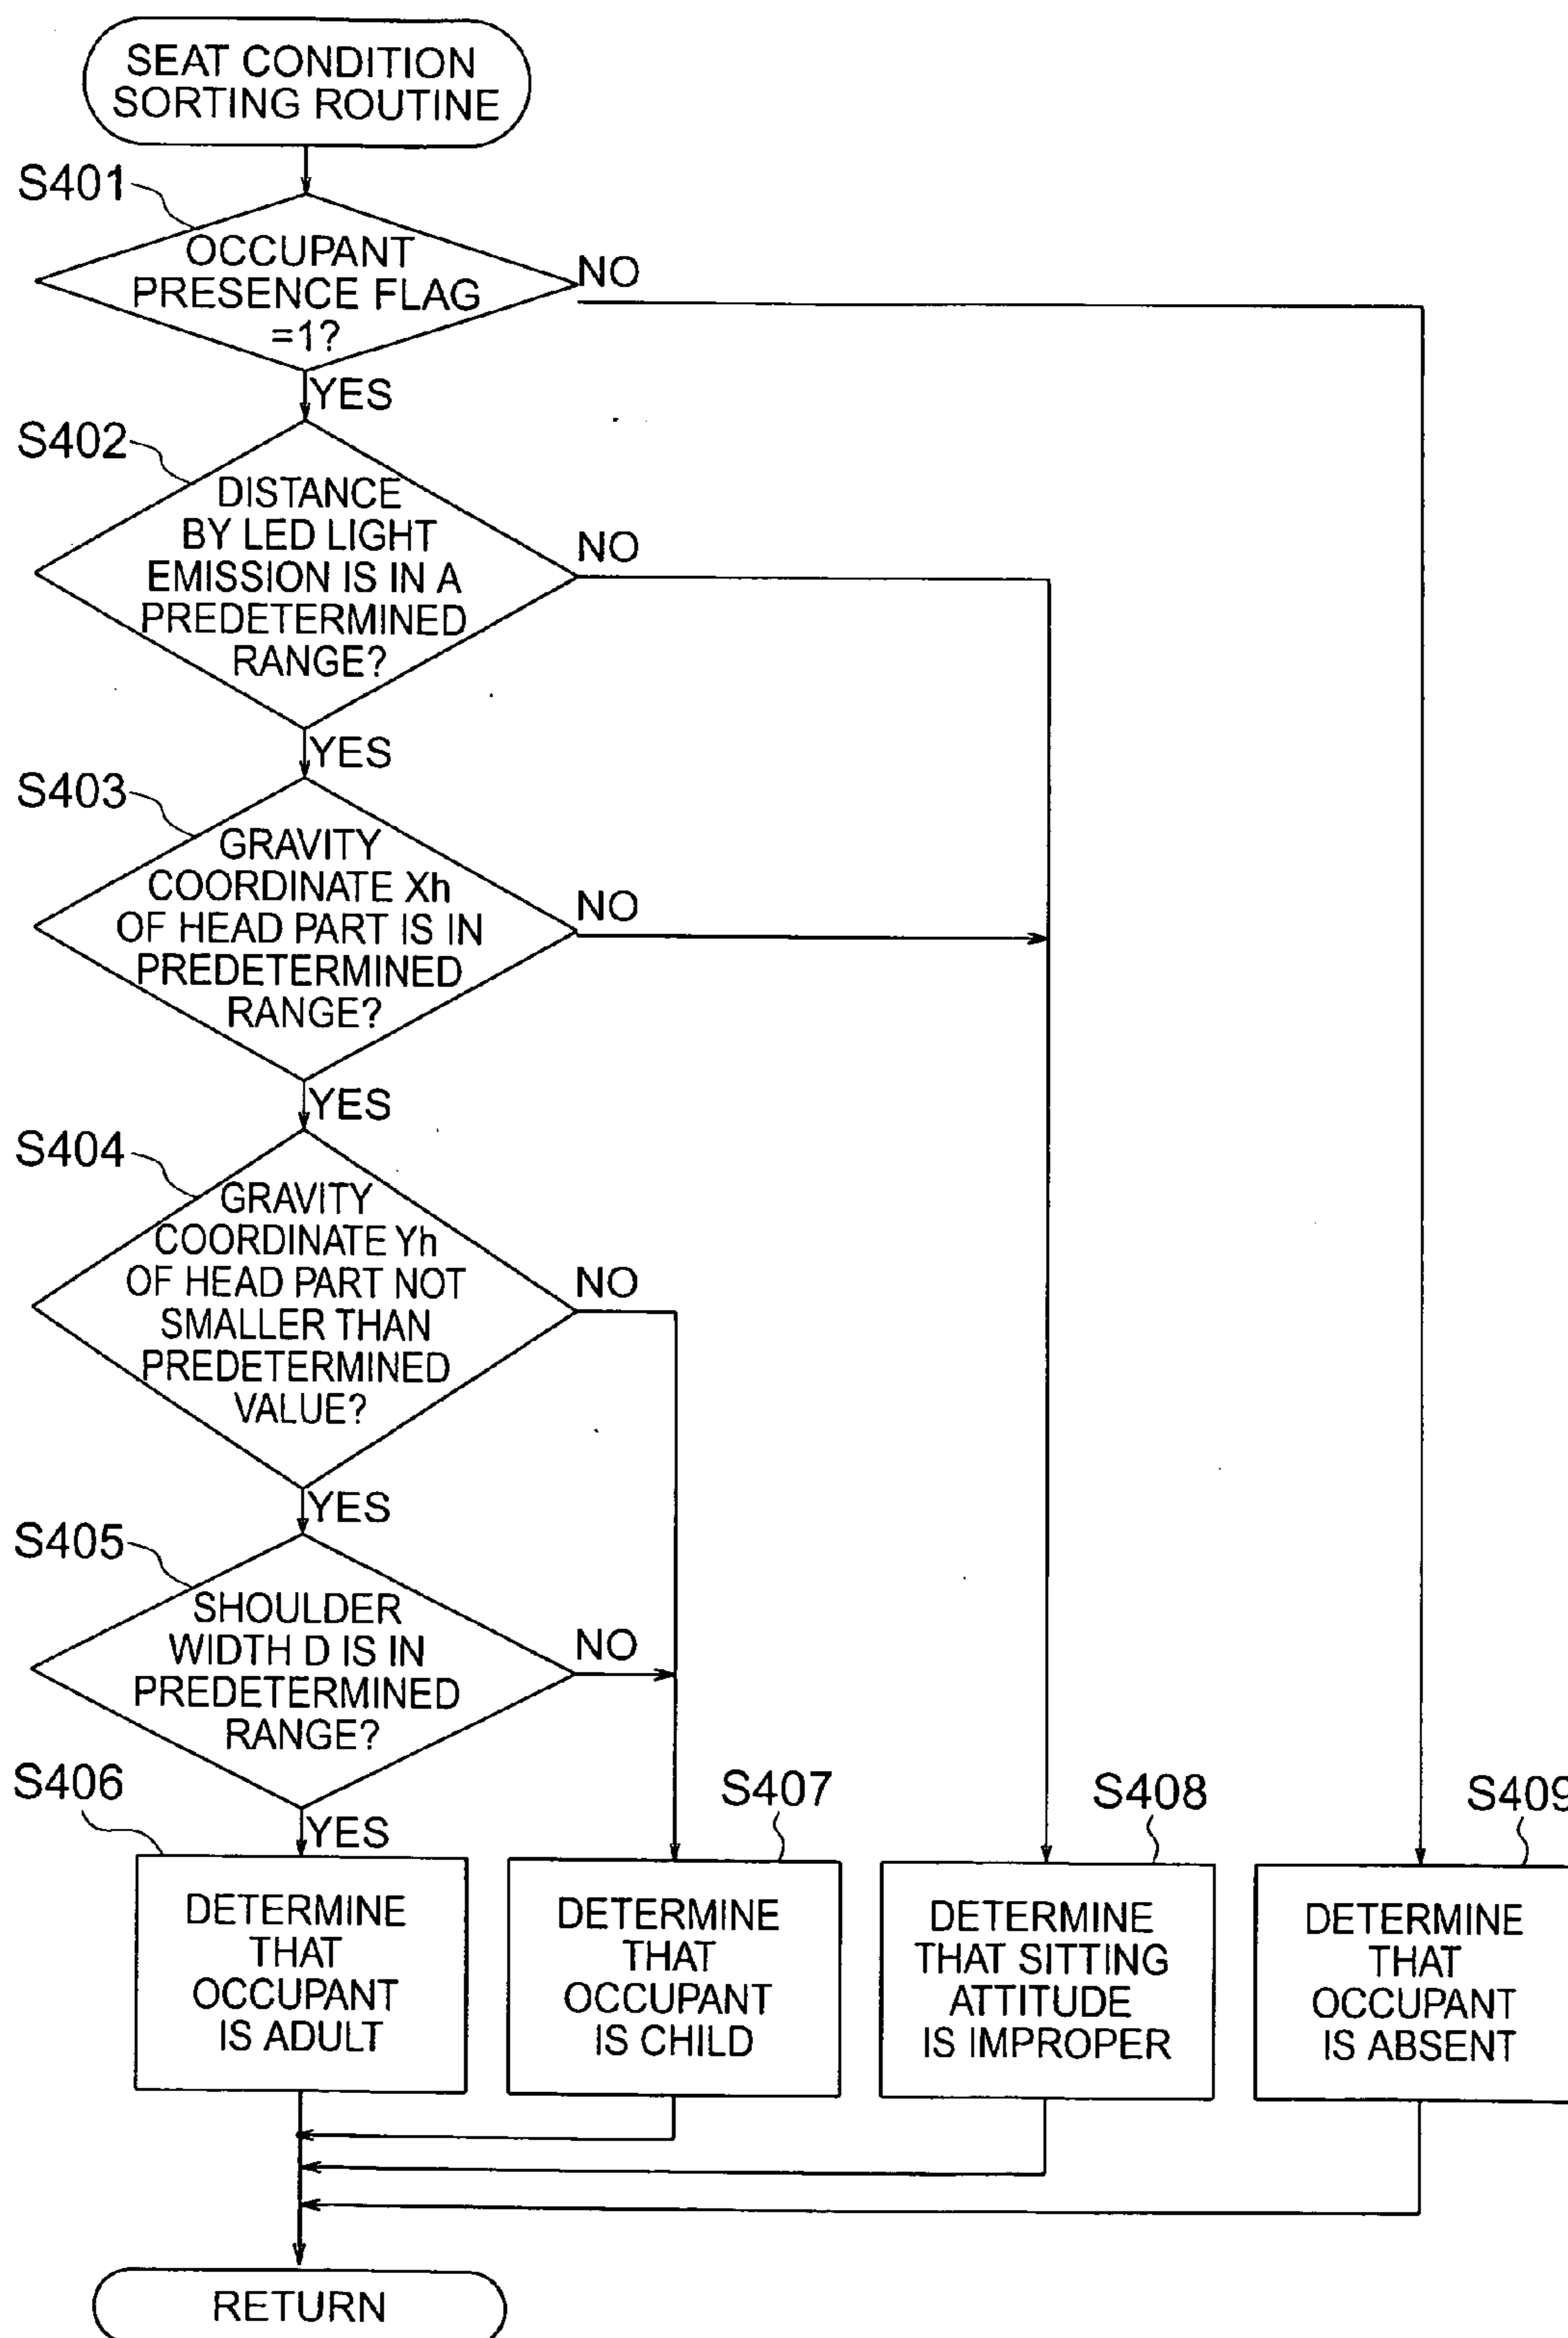 SEAT CONDITION
SORTING ROUTINE
S401
OCCUPANT
PRESENCE FLAG
=1?
NO
YES
S402
DISTANCE
BY LED LIGHT
EMISSION IS IN A
PREDETERMINED
RANGE?
NO
YES
S403
GRAVITY
COORDINATE Xh
OF HEAD PART IS IN
PREDETERMINED
RANGE?
NO
YES
S404
GRAVITY
COORDINATE Yh
OF HEAD PART NOT
SMALLER THAN
PREDETERMINED
VALUE?
NO
YES
S405
SHOULDER
WIDTH D IS IN
PREDETERMINED
RANGE?
NO
YES
S406
DETERMINE
THAT
OCCUPANT
IS ADULT
S407
DETERMINE
THAT
OCCUPANT
IS CHILD
S408
DETERMINE
THAT SITTING
ATTITUDE
IS IMPROPER
S409
DETERMINE
THAT
OCCUPANT
IS ABSENT
RETURN